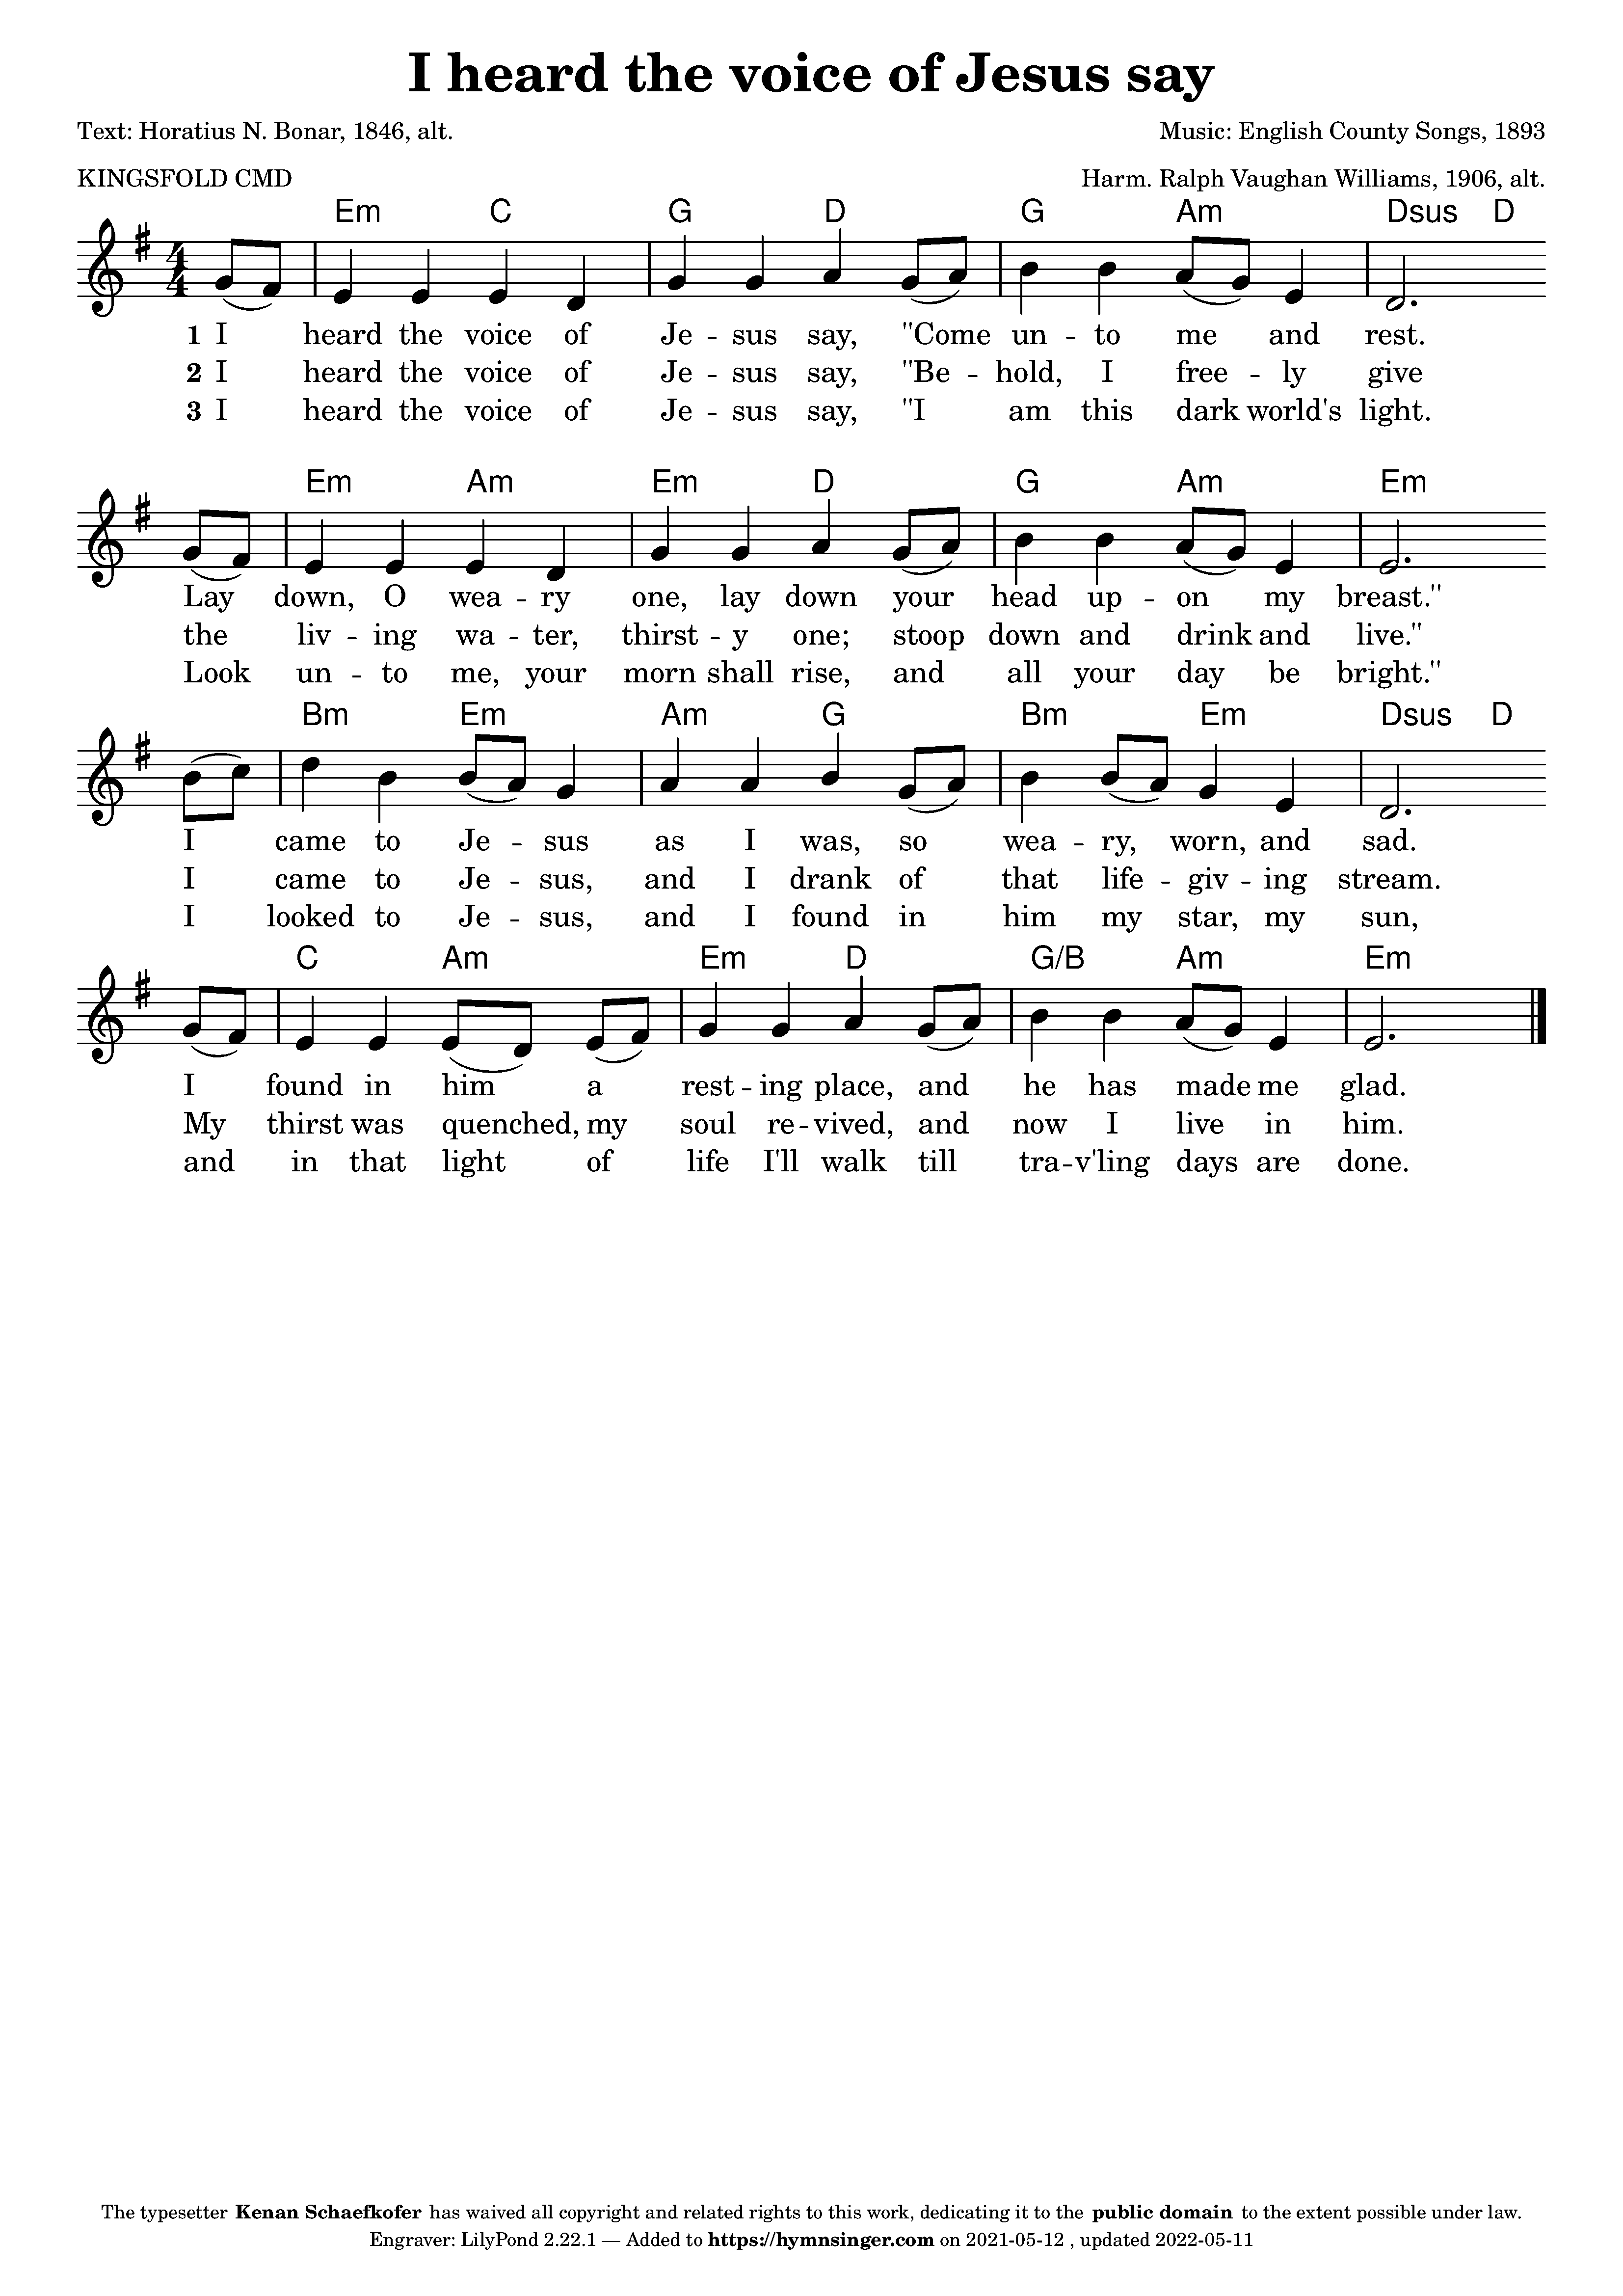 I heard the voice of Jesus say
Text: Horatius N. Bonar, 1846, alt. Music: English County Songs, 1893
KINGSFOLD CMD Harm. Ralph Vaughan Williams, 1906, alt.
Em C G D G Am Dsus D
4
4
1 I heard the voice of Je -- sus say, "Come un -- to me and rest.
2 I heard the voice of Je -- sus say, "Be -- hold, I free -- ly give
3 I heard the voice of Je -- sus say, "I am this dark world's light.
Em Am Em D G Am Em
Lay down, O wea -- ry one, lay down your head up -- on my breast."
the liv -- ing wa -- ter, thirst -- y one; stoop down and drink and live."
Look un -- to me, your morn shall rise, and all your day be bright."
Bm Em Am G Bm Em Dsus D
I came to Je -- sus as I was, so wea -- ry, worn, and sad.
I came to Je -- sus, and I drank of that life -- giv -- ing stream.
I looked to Je -- sus, and I found in him my star, my sun,
C Am Em D G/B Am Em
I found in him a rest -- ing place, and he has made me glad.
My thirst was quenched, my soul re -- vived, and now I live in him.
and in that light of life I'll walk till tra -- v'ling days are done.
The typesetter Kenan Schaefkofer has waived all copyright and related rights to this work, dedicating it to the public domain to the extent possible under law.
Engraver: LilyPond 2.22.1 — Added to https://hymnsinger.com on 2021-05-12 , updated 2022-05-11